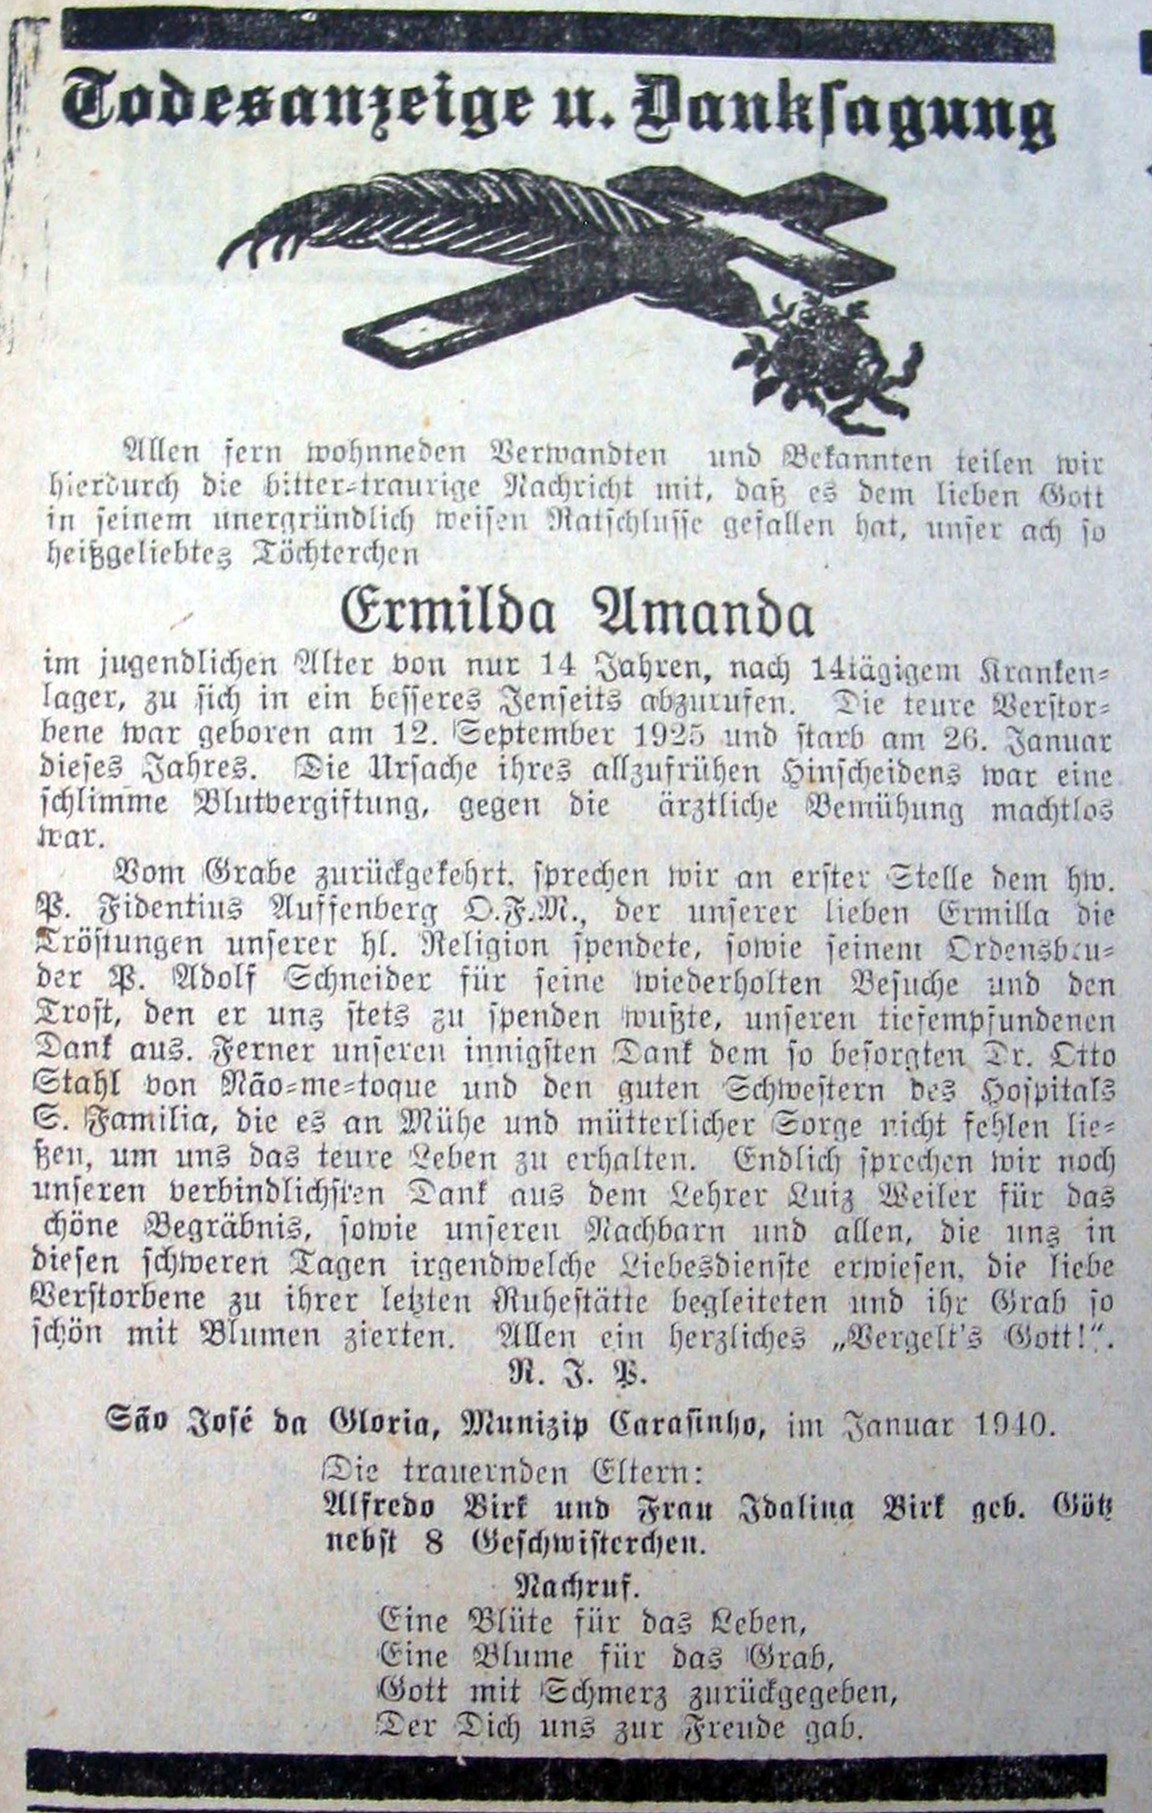 Todesanzeige u. Danksagung
Allen fern wohnneden Verwandten und Bekannten teilen wir
hierdurch die bitter-traurige Nachricht mit, daß es dem lieben Gott
in seinem unergründlich weisen Ratschlusse gefallen hat, unser ach so
heißgeliebtes Töchterchen
Ermilda Amanda
im jugendlichen Alter von nur 14 Jahren, nach 14tägigem Kranken-
lager, zu sich in ein besseres Jenseits abzurufen. Die teure Verstor-
bene war geboren am 12. September 1925 und starb am 26. Januar
dieses Jahres. Die Ursache ihres allzufrühen Hinscheidens war eine
schlimme Blutvergiftung, gegen die ärztliche Bemühung machtlos
war.
Vom Grabe zurückgekehrt, sprechen wir an erster Stelle dem hw.
P. Fidentius Auffenberg O.F.M., der unserer lieben Ermilla die
Tröstungen unserer hl. Religion spendete, sowie seinem Ordensbru-
der P. Adolf Schneider für seine wiederholten Besuche und den
Trost, den er uns stets zu spenden wußte, unseren tiefempfundenen
Dank aus. Ferner unseren innigsten Dank dem so besorgten Dr. Otto
Stahl von Não-me-toque und den guten Schwestern des Hospitals
S. Familia, die es an Mühe und mütterlicher Sorge nicht fehlen lie-
ßen, um uns das teure Leben zu erhalten. Endlich sprechen wir noch
unseren verbindlichsten Dank aus dem Lehrer Luiz Weiler für das
chöne Begräbnis, sowie unseren Nachbarn und allen, die uns in
diesen schweren Tagen irgendwelche Liebesdienste erwiesen, die liebe
Verstorbene zu ihrer letzten Ruhestätte begleiteten und ihr Grab so
schön mit Blumen zierten. Allen ein herzliches „Vergelt's Gott!“.
R. I. P.
São José da Gloria, Munizip Carasinho, im Januar 1940.
Die trauernden Eltern:
Alfredo Birk und Frau Idalina Birk geb. Götz
nebst 8 Geschwisterchen.
Nachruf.
Eine Blüte für das Leben,
Eine Blume für das Grab,
Gott mit Schmerz zurückgegeben,
Der Dich uns zur Freude gab.